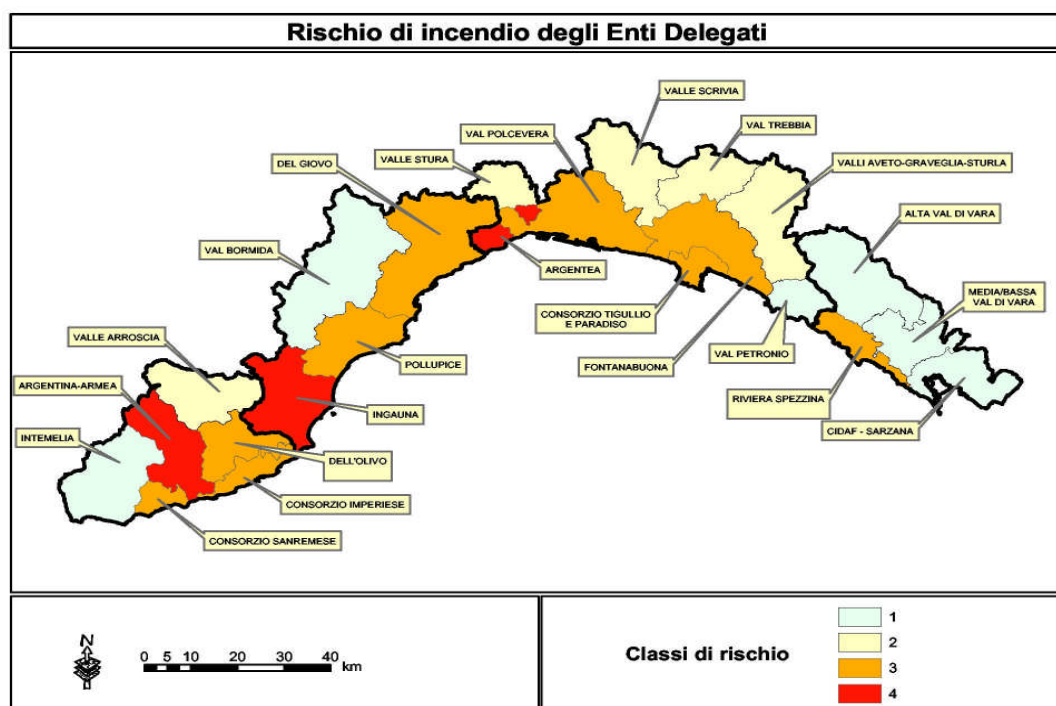 Rischio di incendio degli Enti Delegati
VALLE SCRIVIA
VAL TREBBIA
VAL POLCEVERA
VALLE STURA
DEL GIOVO
VALLI AVETO-GRAVEGLIA-STURLA
ALTA VAL DI VARA
VAL BORMIDA
ARGENTEA
MEDIA/BASSA
VAL DI VARA
CONSORZIO TIGULLIO
E PARADISO
VALLE ARROSCIA
VAL PETRONIO
POLLUPICE
FONTANABUONA
ARGENTINA-ARMEA
RIVIERA SPEZZINA
INGAUNA
CIDAF - SARZANA
INTEMELIA
DELL'OLIVO
CONSORZIO IMPERIESE
CONSORZIO SANREMESE
N
0 5 10 20 30 40
km
Classi di rischio
1
2
3
4